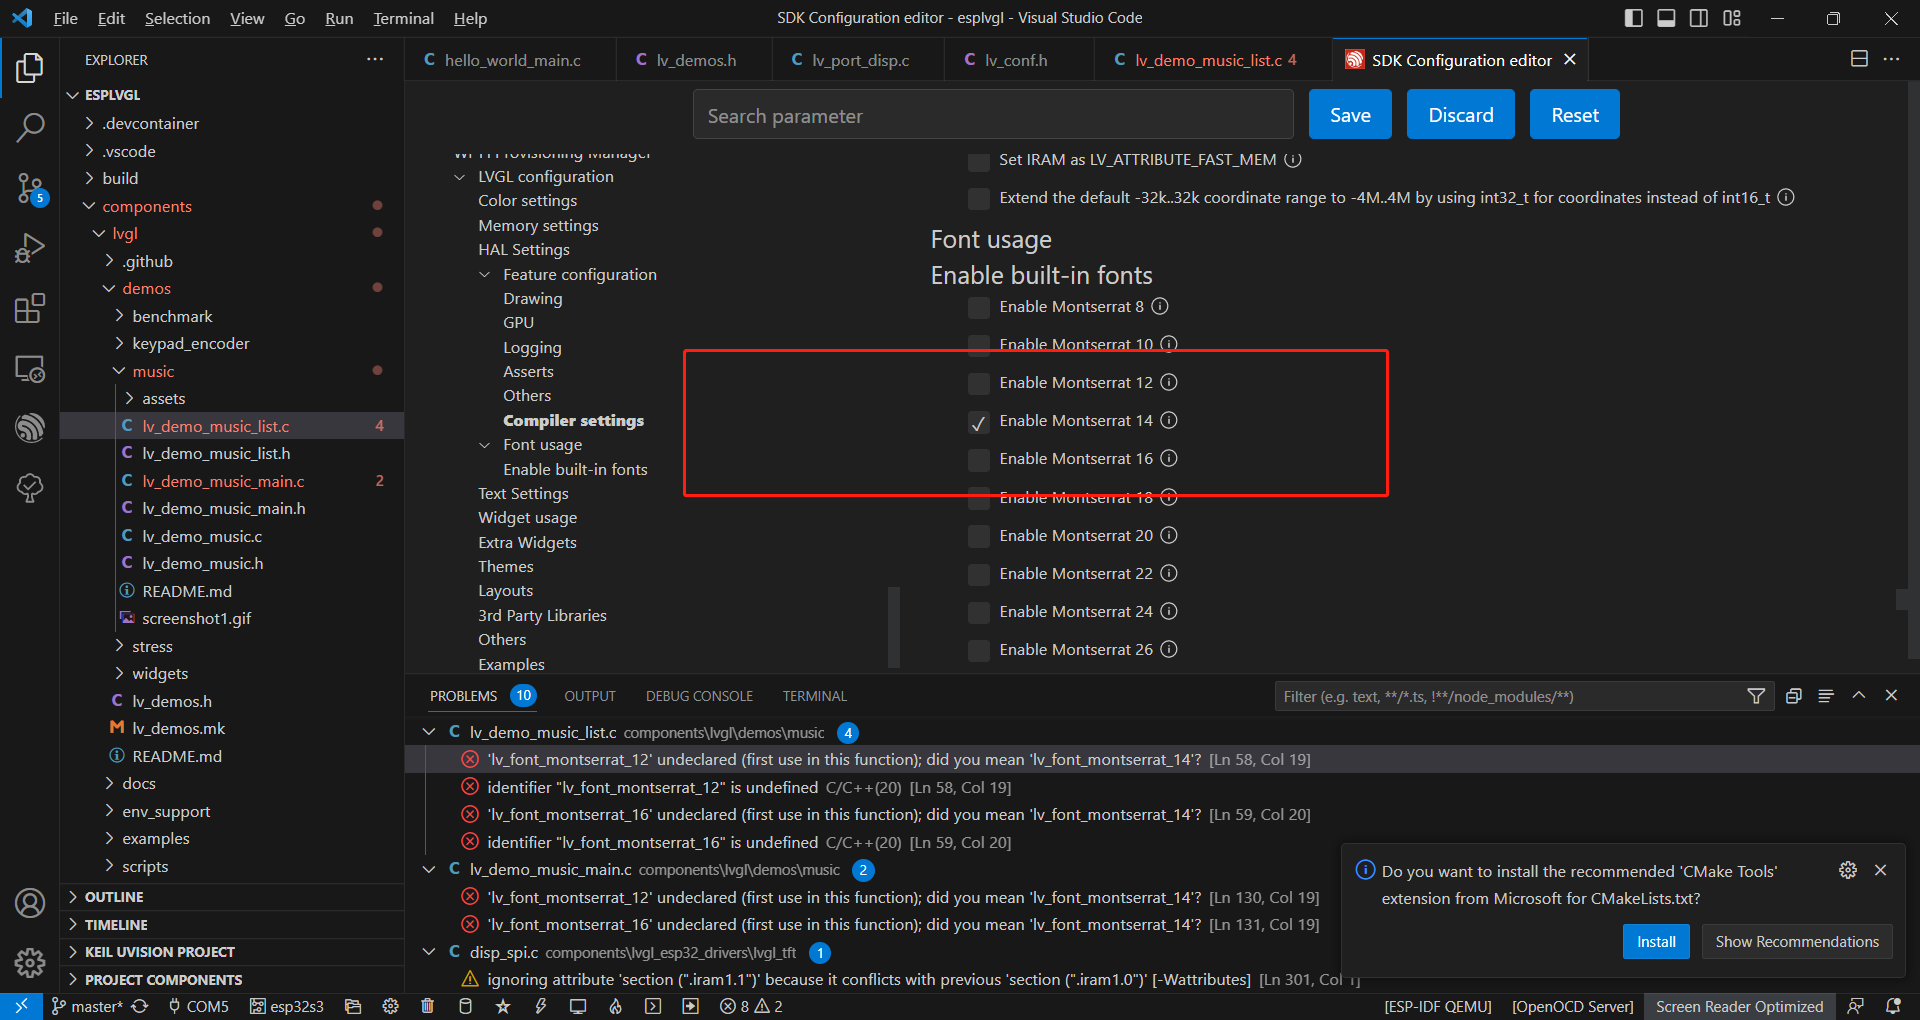 File Edit Selection View Go Run Terminal Help
SDK Configuration editor - esplvgl - Visual Studio Code
EXPLORER
ESPLVGL
.devcontainer
.vscode
build
components
lvgl
.github
demos
benchmark
keypad_encoder
music
assets
C lv_demo_music_list.c 4
C lv_demo_music_list.h
C lv_demo_music_main.c 2
C lv_demo_music_main.h
C lv_demo_music.c
C lv_demo_music.h
README.md
screenshot1.gif
stress
widgets
C lv_demos.h
M lv_demos.mk
README.md
docs
env_support
examples
scripts
OUTLINE
TIMELINE
KEIL UVISION PROJECT
PROJECT COMPONENTS
5
C hello_world_main.c
C lv_demos.h
C lv_port_disp.c
C lv_conf.h
C lv_demo_music_list.c 4
SDK Configuration editor
Search parameter
Save
Discard
Reset
Wi-Fi Provisioning Manager
LVGL configuration
Color settings
Memory settings
HAL Settings
Feature configuration
Drawing
GPU
Logging
Asserts
Others
Compiler settings
Font usage
Enable built-in fonts
Text Settings
Widget usage
Extra Widgets
Themes
Layouts
3rd Party Libraries
Others
Examples
Set IRAM as LV_ATTRIBUTE_FAST_MEM
Extend the default -32k..32k coordinate range to -4M..4M by using int32_t for coordinates instead of int16_t
Font usage
Enable built-in fonts
Enable Montserrat 8
Enable Montserrat 10
Enable Montserrat 12
Enable Montserrat 14
Enable Montserrat 16
Enable Montserrat 18
Enable Montserrat 20
Enable Montserrat 22
Enable Montserrat 24
Enable Montserrat 26
PROBLEMS 10 OUTPUT DEBUG CONSOLE TERMINAL
Filter (e.g. text, **/*.ts, !**/node_modules/**)
C lv_demo_music_list.c components\lvgl\demos\music 4
'lv_font_montserrat_12' undeclared (first use in this function); did you mean 'lv_font_montserrat_14'? [Ln 58, Col 19]
identifier "lv_font_montserrat_12" is undefined C/C++(20) [Ln 58, Col 19]
'lv_font_montserrat_16' undeclared (first use in this function); did you mean 'lv_font_montserrat_14'? [Ln 59, Col 20]
identifier "lv_font_montserrat_16" is undefined C/C++(20) [Ln 59, Col 20]
C lv_demo_music_main.c components\lvgl\demos\music 2
'lv_font_montserrat_12' undeclared (first use in this function); did you mean 'lv_font_montserrat_14'? [Ln 130, Col 19]
'lv_font_montserrat_16' undeclared (first use in this function); did you mean 'lv_font_montserrat_14'? [Ln 131, Col 19]
C disp_spi.c components\lvgl_esp32_drivers\lvgl_tft 1
ignoring attribute 'section (".iram1.1")' because it conflicts with previous 'section (".iram1.0")' [-Wattributes] [Ln 301, Col 1]
Do you want to install the recommended 'CMake Tools'
extension from Microsoft for CMakeLists.txt?
Install
Show Recommendations
master* COM5 esp32s3 8 2 [ESP-IDF QEMU] [OpenOCD Server] Screen Reader Optimized